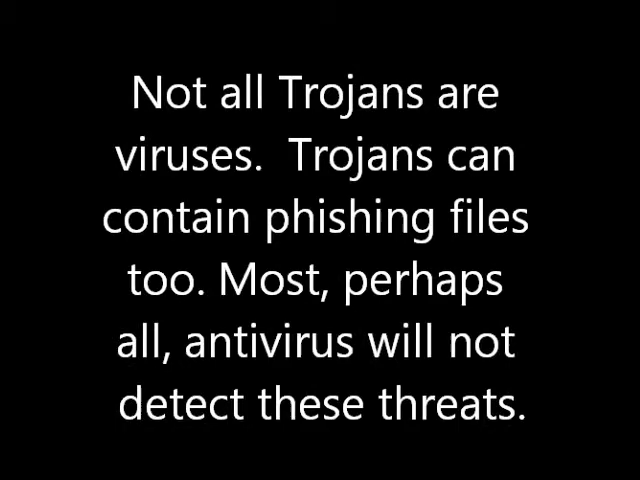 Not all Trojans are
viruses.  Trojans can
contain phishing files
too. Most, perhaps
all, antivirus will not
detect these threats.